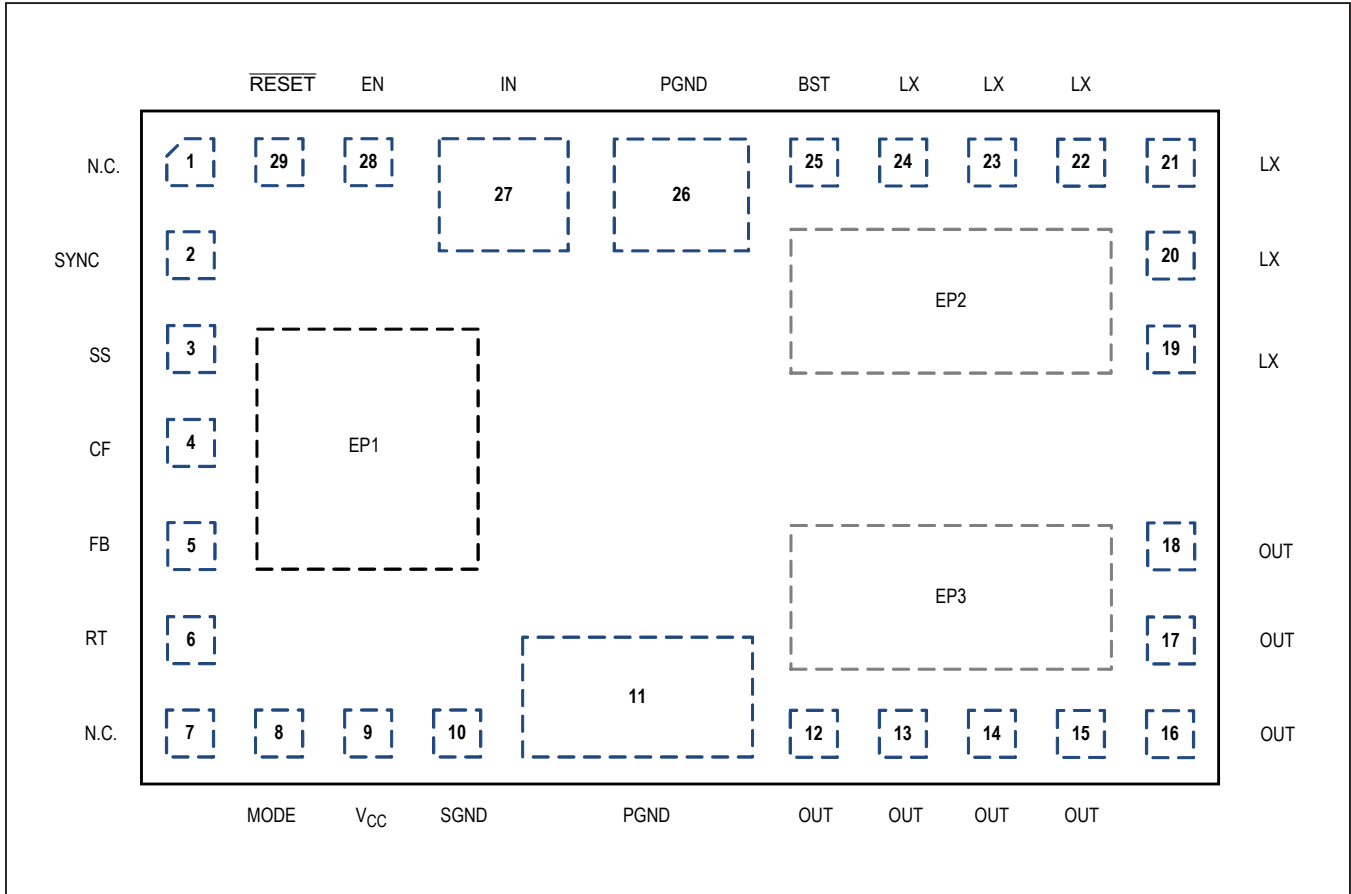 RESET EN IN PGND BST LX LX LX
N.C. 1 29 28 27 26 25 24 23 22 21 LX
SYNC 2 20 LX
EP2
SS 3 19 LX
CF 4 EP1
FB 5 18 OUT
EP3
RT 6 17 OUT
11
N.C. 7 8 9 10 12 13 14 15 16 OUT
MODE VCC SGND PGND OUT OUT OUT OUT